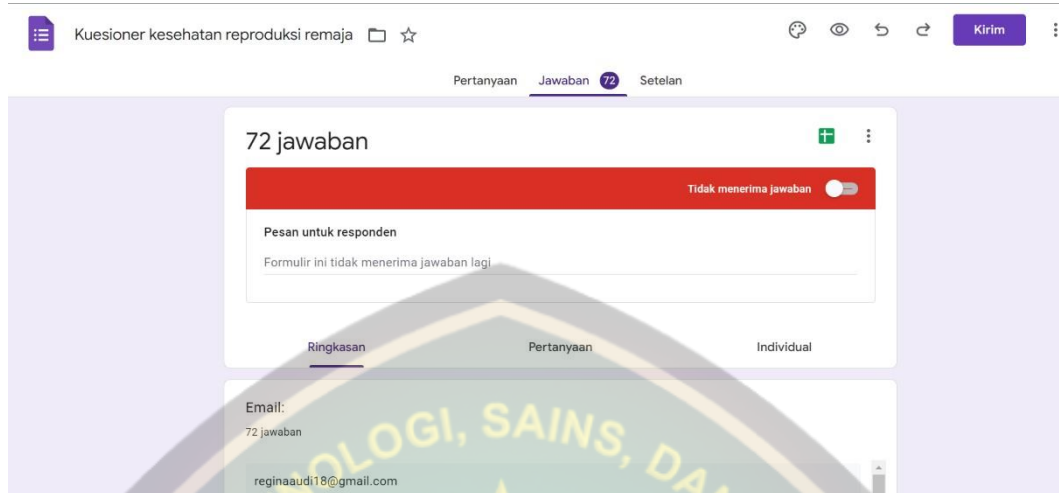 Kuesioner kesehatan reproduksi remaja
Kirim
Pertanyaan Jawaban 72 Setelan
72 jawaban
Tidak menerima jawaban
Pesan untuk responden
Formulir ini tidak menerima jawaban lagi
Ringkasan Pertanyaan Individual
Email:
72 jawaban
reginaaudi18@gmail.com
SAINS,